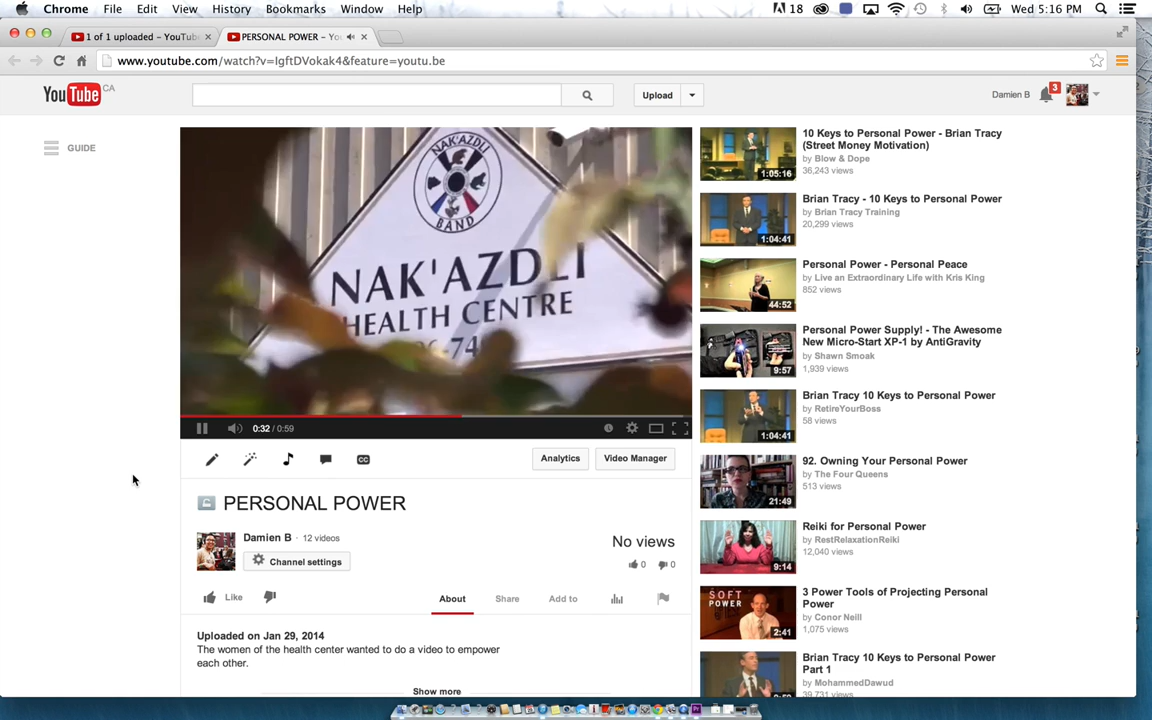 Chrome File Edit View History Bookmarks Window Help
18
Wed 5:16 PM
1 of 1 uploaded - YouTub
PERSONAL POWER - Yo
www.youtube.com/watch?v=IgftDVokak4&feature=youtu.be
YouTube CA
Upload
Damien B
3
GUIDE
NAK'AZDLI
BAND
NAK'AZDLI
HEALTH CENTRE
0:32 / 0:59
CC
Analytics
Video Manager
PERSONAL POWER
Damien B · 12 videos
Channel settings
No views
0 0
Like
About
Share
Add to
Uploaded on Jan 29, 2014
The women of the health center wanted to do a video to empower
each other.
Show more
1:05:16
10 Keys to Personal Power - Brian Tracy
(Street Money Motivation)
by Blow & Dope
36,243 views
1:04:41
Brian Tracy - 10 Keys to Personal Power
by Brian Tracy Training
20,299 views
44:52
Personal Power - Personal Peace
by Live an Extraordinary Life with Kris King
852 views
9:57
Personal Power Supply! - The Awesome
New Micro-Start XP-1 by AntiGravity
by Shawn Smoak
1,939 views
1:04:41
Brian Tracy 10 Keys to Personal Power
by RetireYourBoss
58 views
21:49
92. Owning Your Personal Power
by The Four Queens
513 views
9:14
Reiki for Personal Power
by RestRelaxationReiki
12,040 views
SOFT
POWER
2:41
3 Power Tools of Projecting Personal
Power
by Conor Neill
1,075 views
Brian Tracy 10 Keys to Personal Power
Part 1
by MohammedDawud
39,731 views